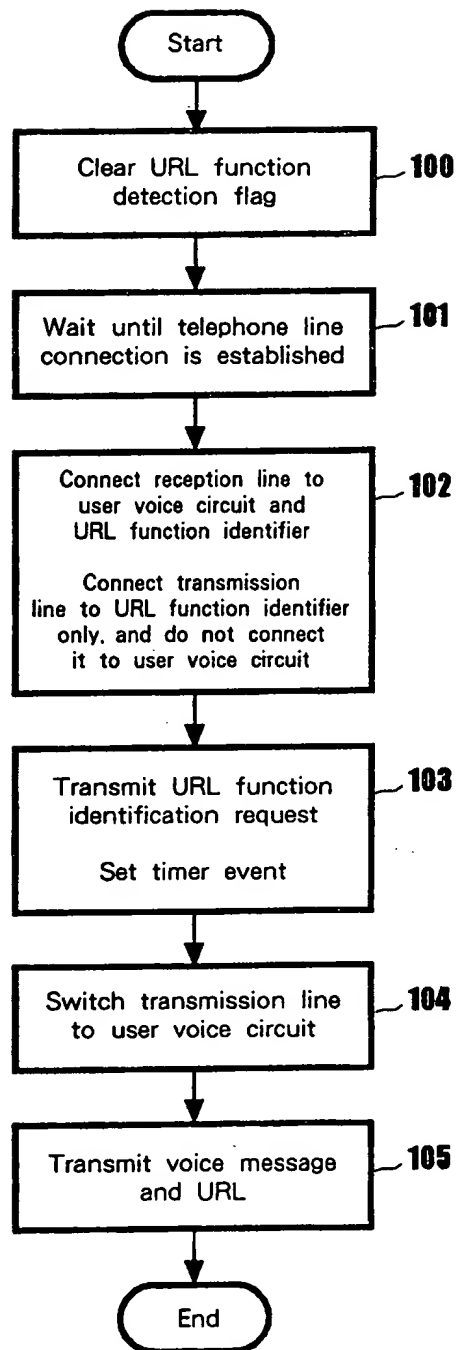 Start
Clear URL function
detection flag
100
Wait until telephone line
connection is established
101
Connect reception line to
user voice circuit and
URL function identifier
Connect transmission
line to URL function identifier
only, and do not connect
it to user voice circuit
102
Transmit URL function
identification request
Set timer event
103
Switch transmission line
to user voice circuit
104
Transmit voice message
and URL
105
End